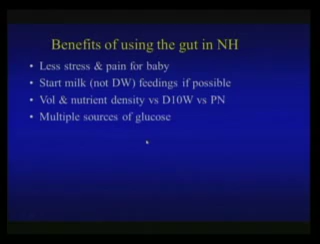 Benefits of using the gut in NH
• Less stress & pain for baby
• Start milk (not DW) feedings if possible
• Vol & nutrient density vs D10W vs PN
• Multiple sources of glucose